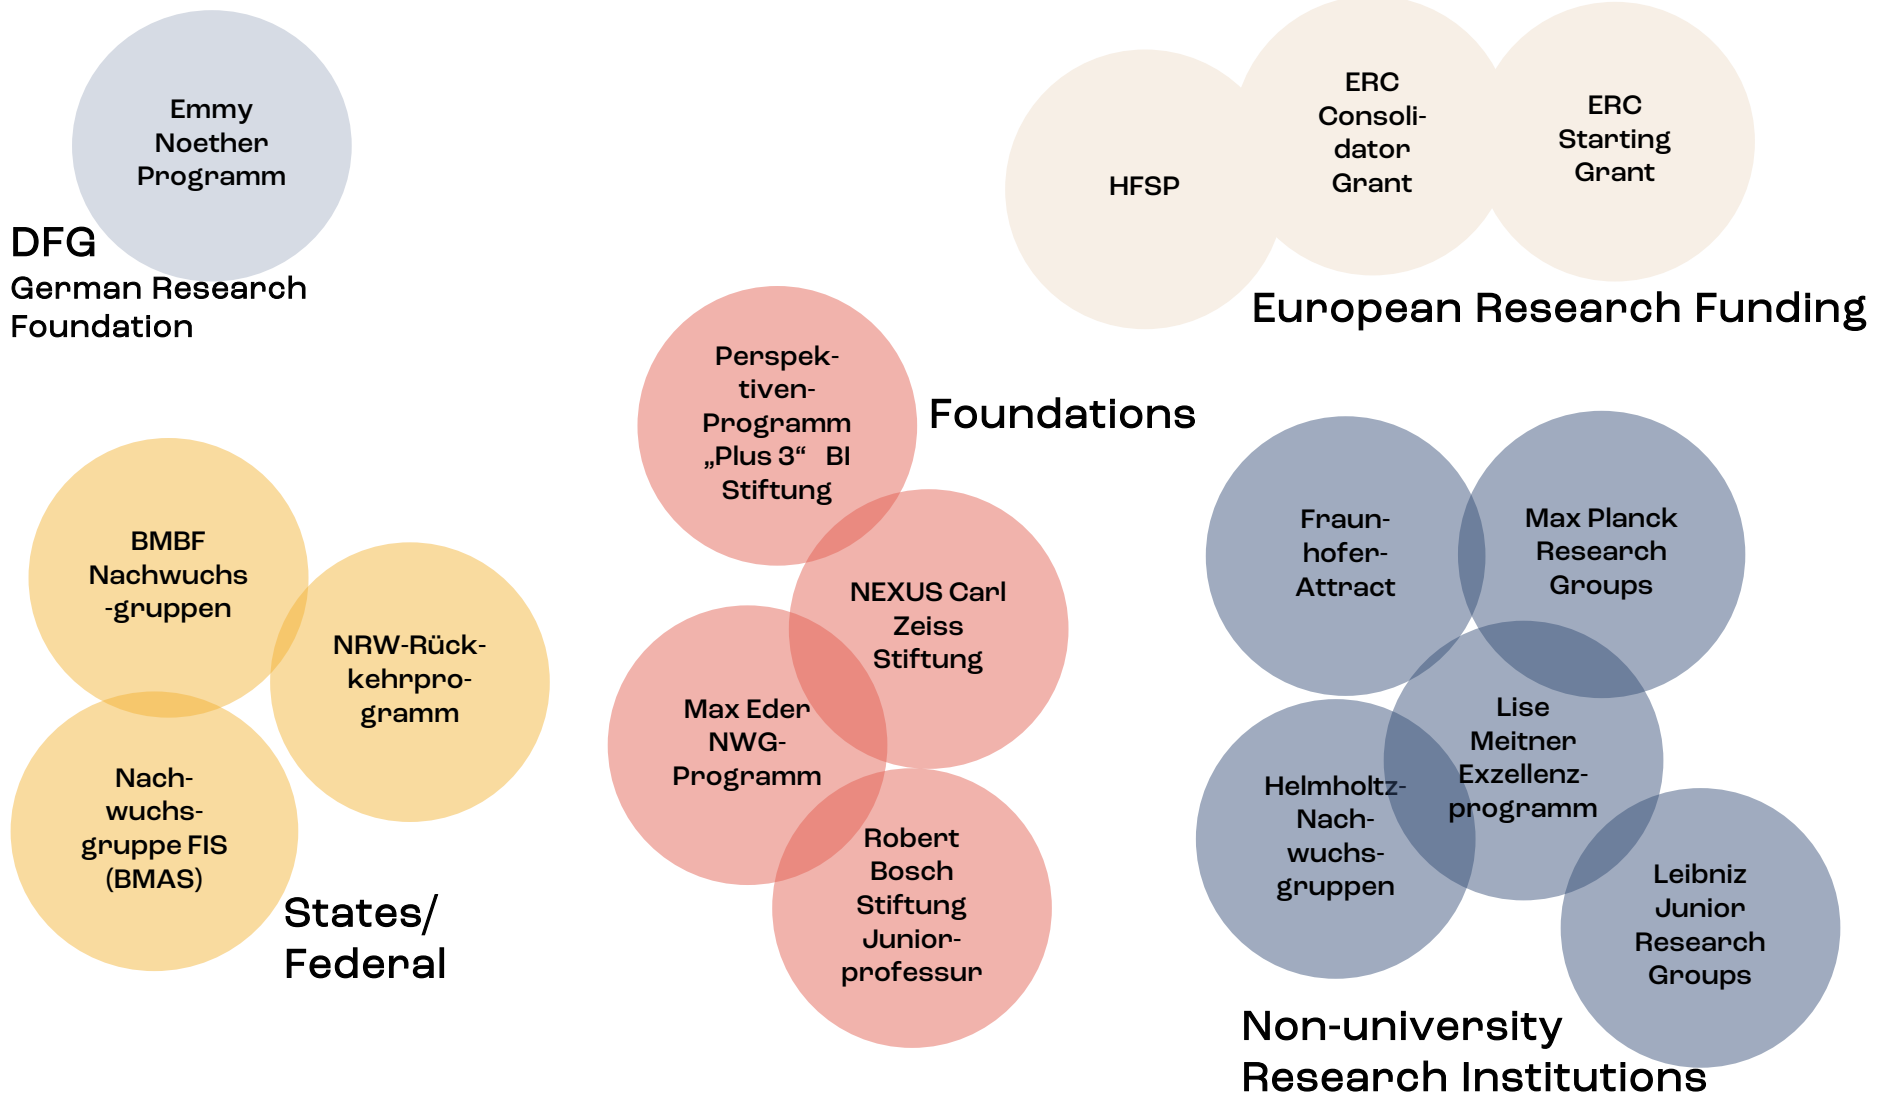 Emmy
Noether
Programm
DFG
German Research
Foundation
HFSP
ERC
Consoli-
dator
Grant
ERC
Starting
Grant
European Research Funding
Perspek-
tiven-
Programm
„Plus 3“ BI
Stiftung
Foundations
NEXUS Carl
Zeiss
Stiftung
Max Eder
NWG-
Programm
Robert
Bosch
Stiftung
Junior-
professur
BMBF
Nachwuchs
-gruppen
NRW-Rück-
kehrpro-
gramm
Nach-
wuchs-
gruppe FIS
(BMAS)
States/
Federal
Fraun-
hofer-
Attract
Max Planck
Research
Groups
Lise
Meitner
Exzellenz-
programm
Helmholtz-
Nach-
wuchs-
gruppen
Leibniz
Junior
Research
Groups
Non-university
Research Institutions